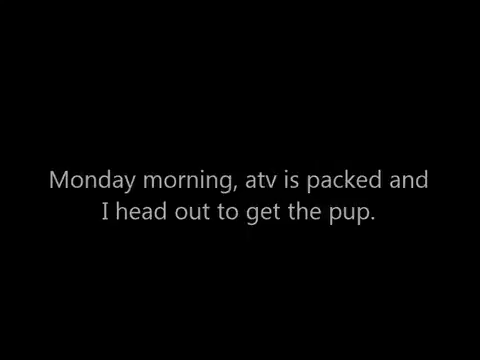 Monday morning, atv is packed and
I head out to get the pup.